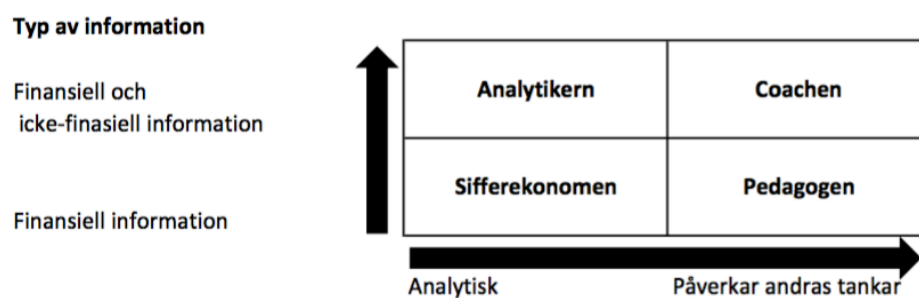 Typ av information
Finansiell och
icke-finasiell information
Analytikern
Coachen
Finansiell information
Sifferekonomen
Pedagogen
Analytisk
Påverkar andras tankar